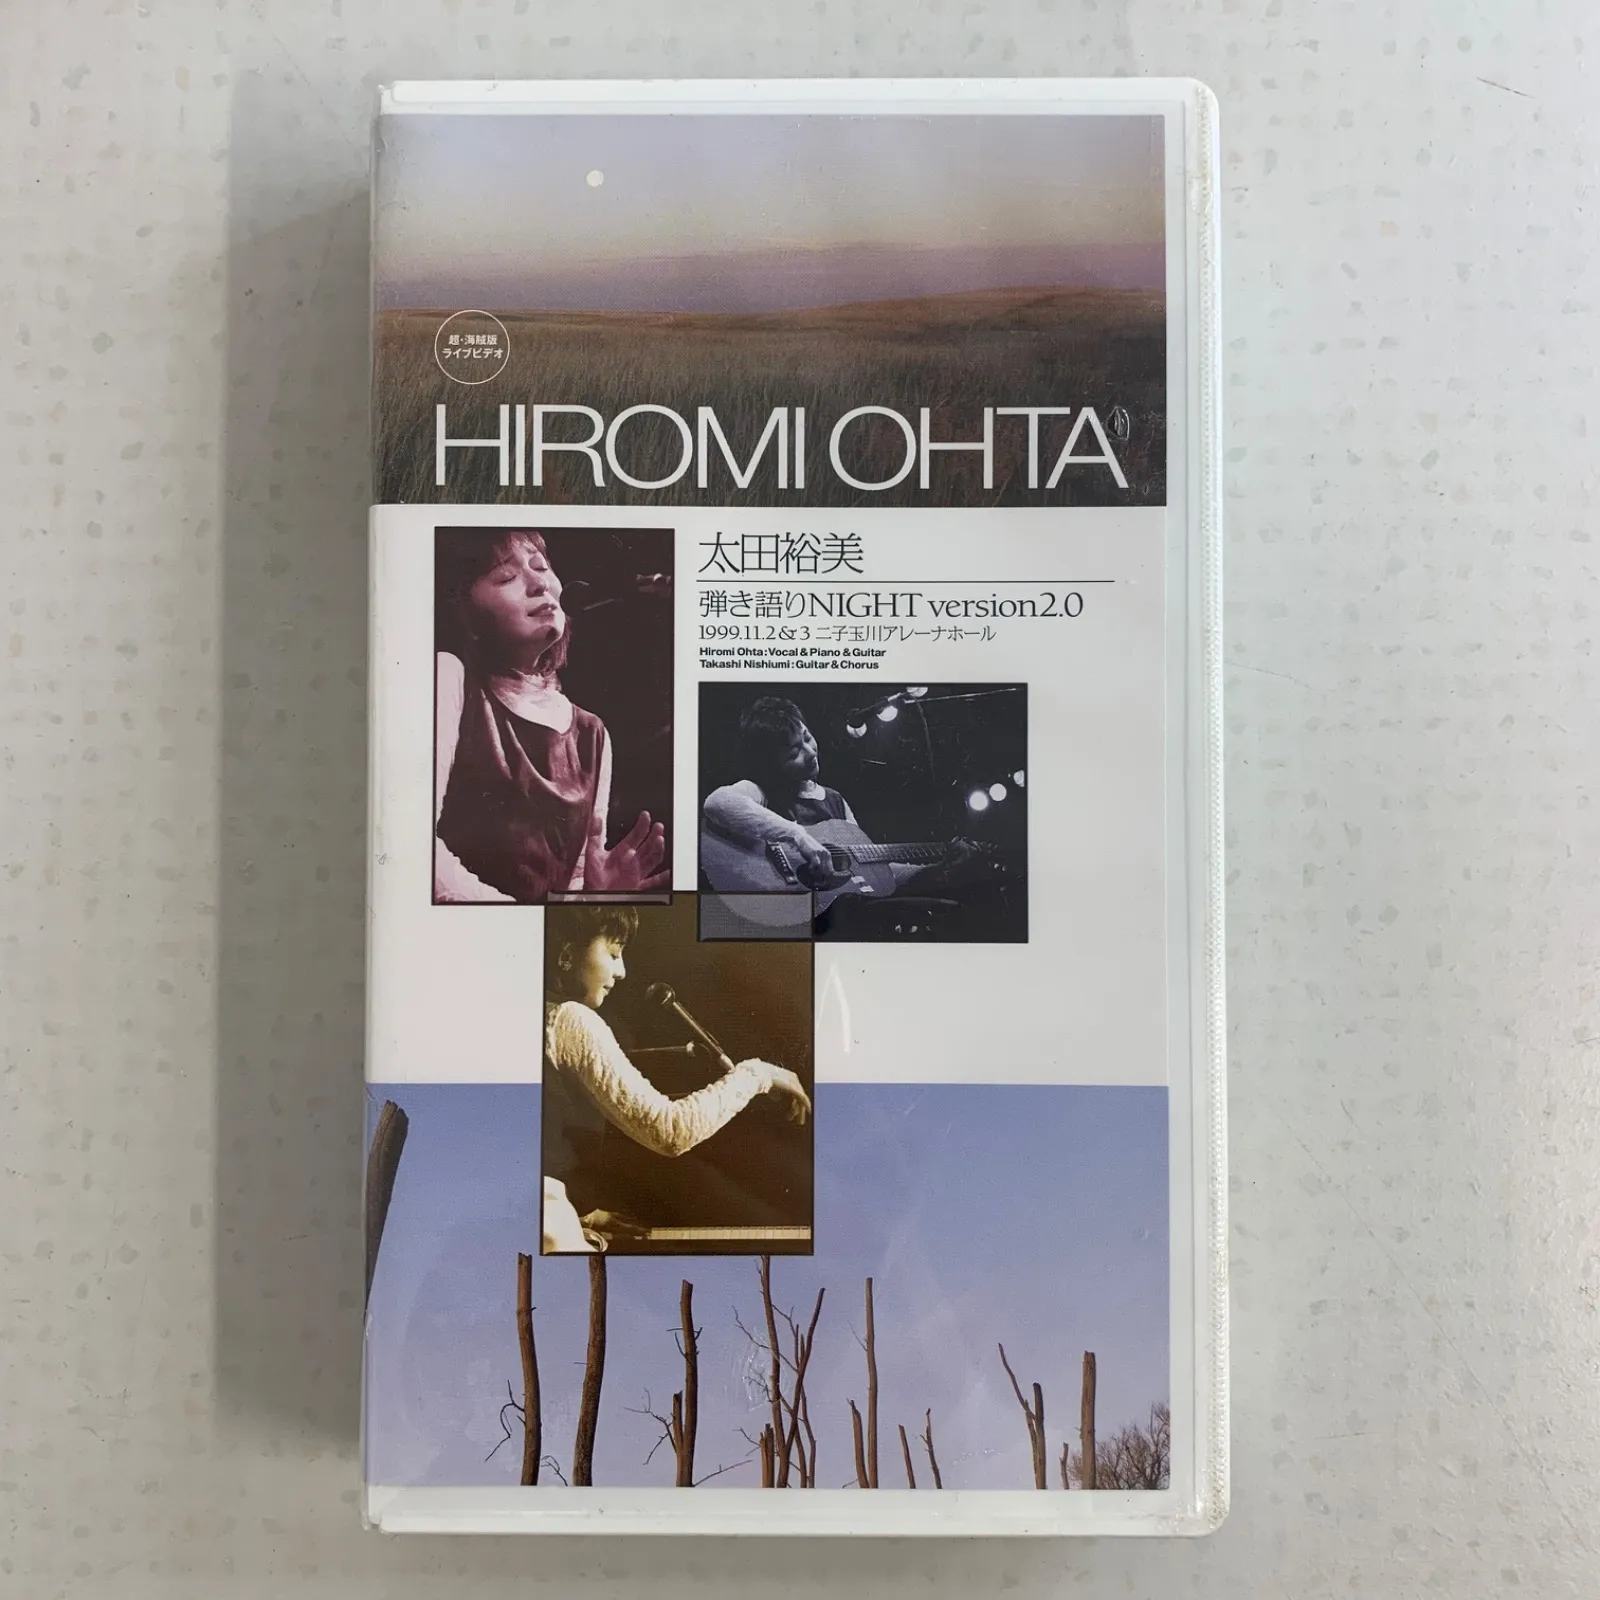 超・海賊版
ライブビデオ
HIROMI OHTA
太田裕美
弾き語りNIGHT version2.0
1999.11.2&3 二子玉川アレーナホール
Hiromi Ohta:Vocal & Piano & Guitar
Takashi Nishiumi:Guitar & Chorus